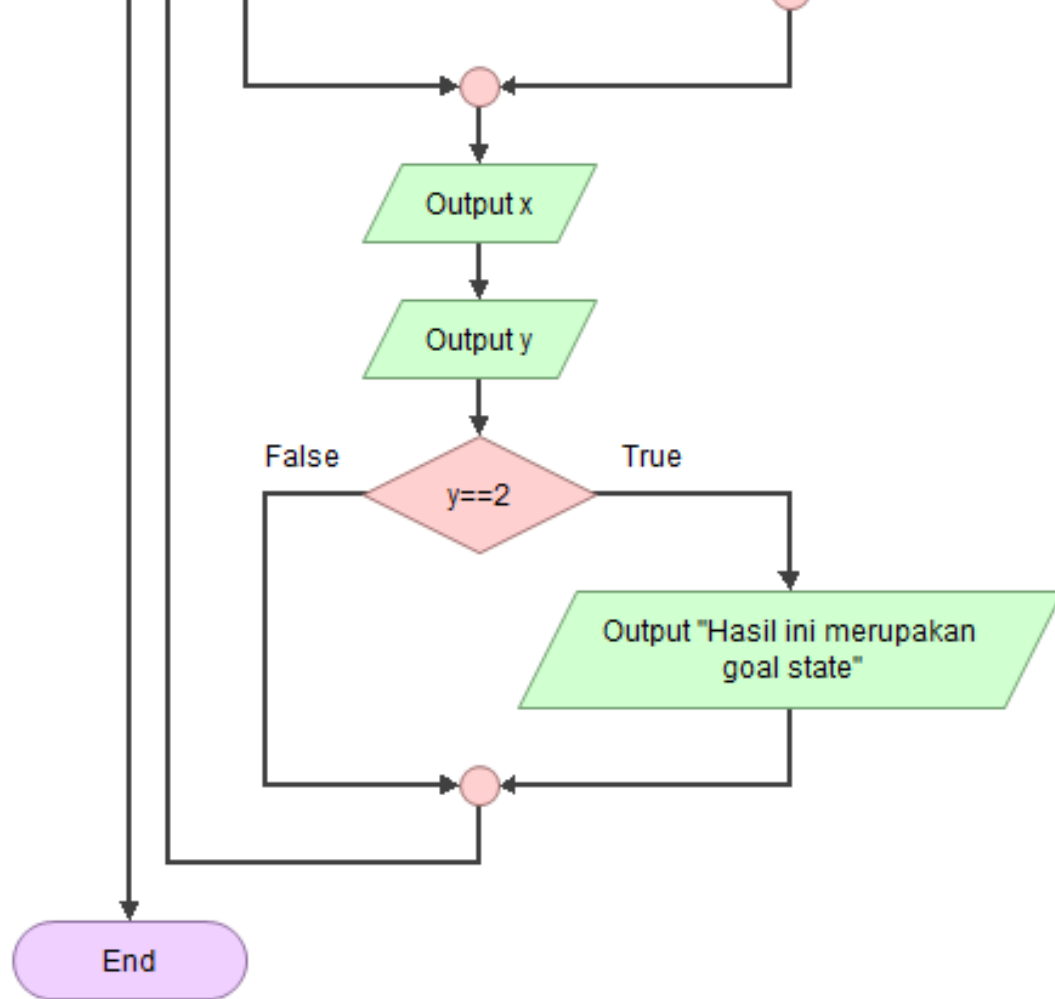 Output x
Output y
False
True
y==2
Output "Hasil ini merupakan
goal state"
End